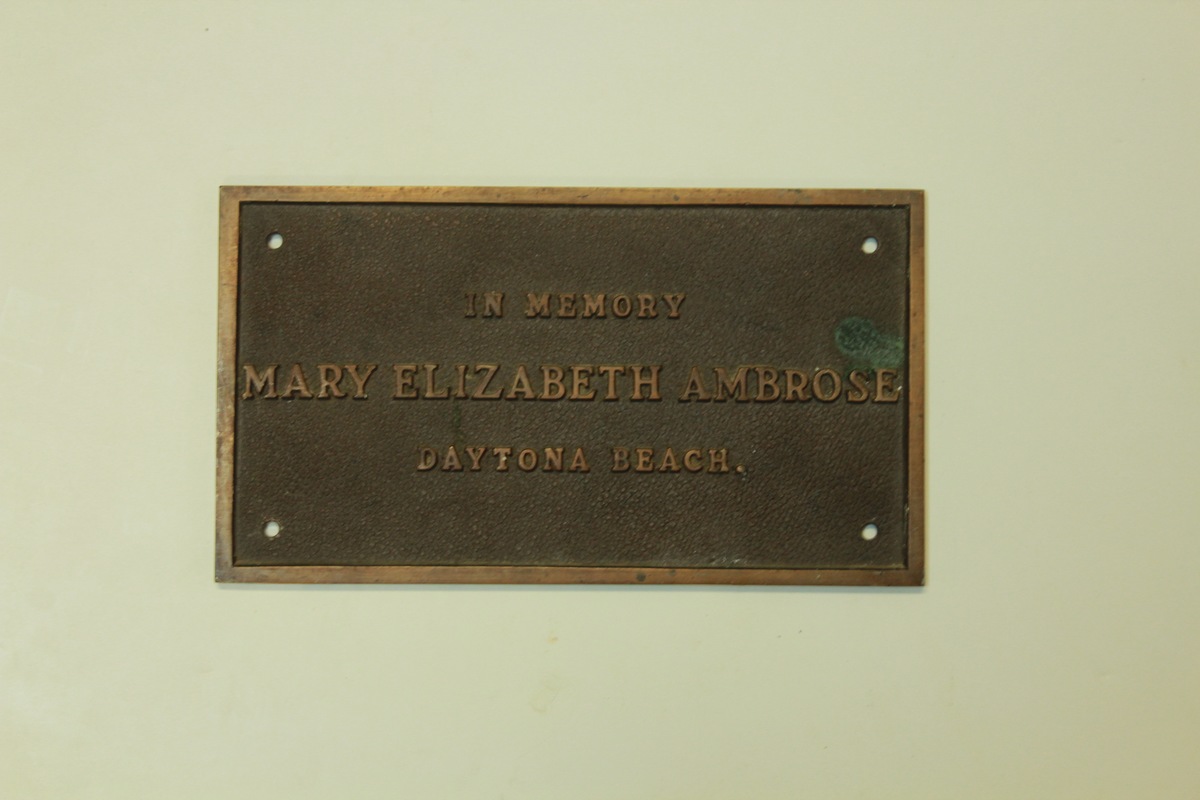 IN MEMORY
MARY ELIZABETH AMBROSE
DAYTONA BEACH.